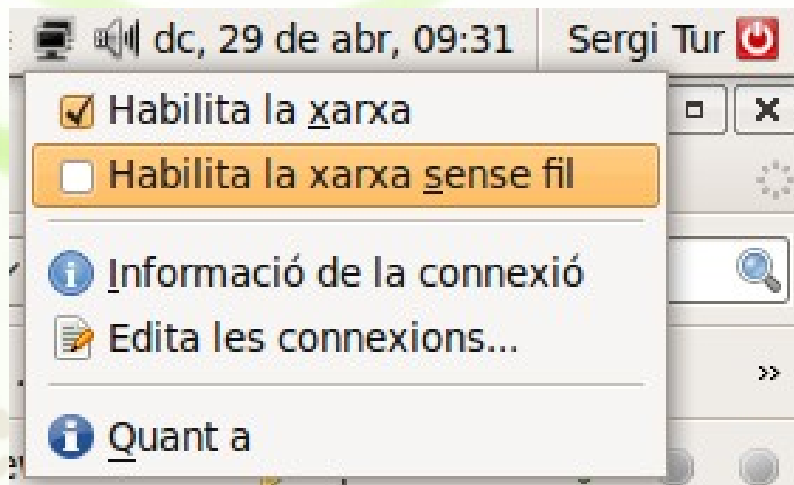 dc, 29 de abr, 09:31 Sergi Tur
Habilita la xarxa
Habilita la xarxa sense fil
Informació de la connexió
Edita les connexions...
Quant a